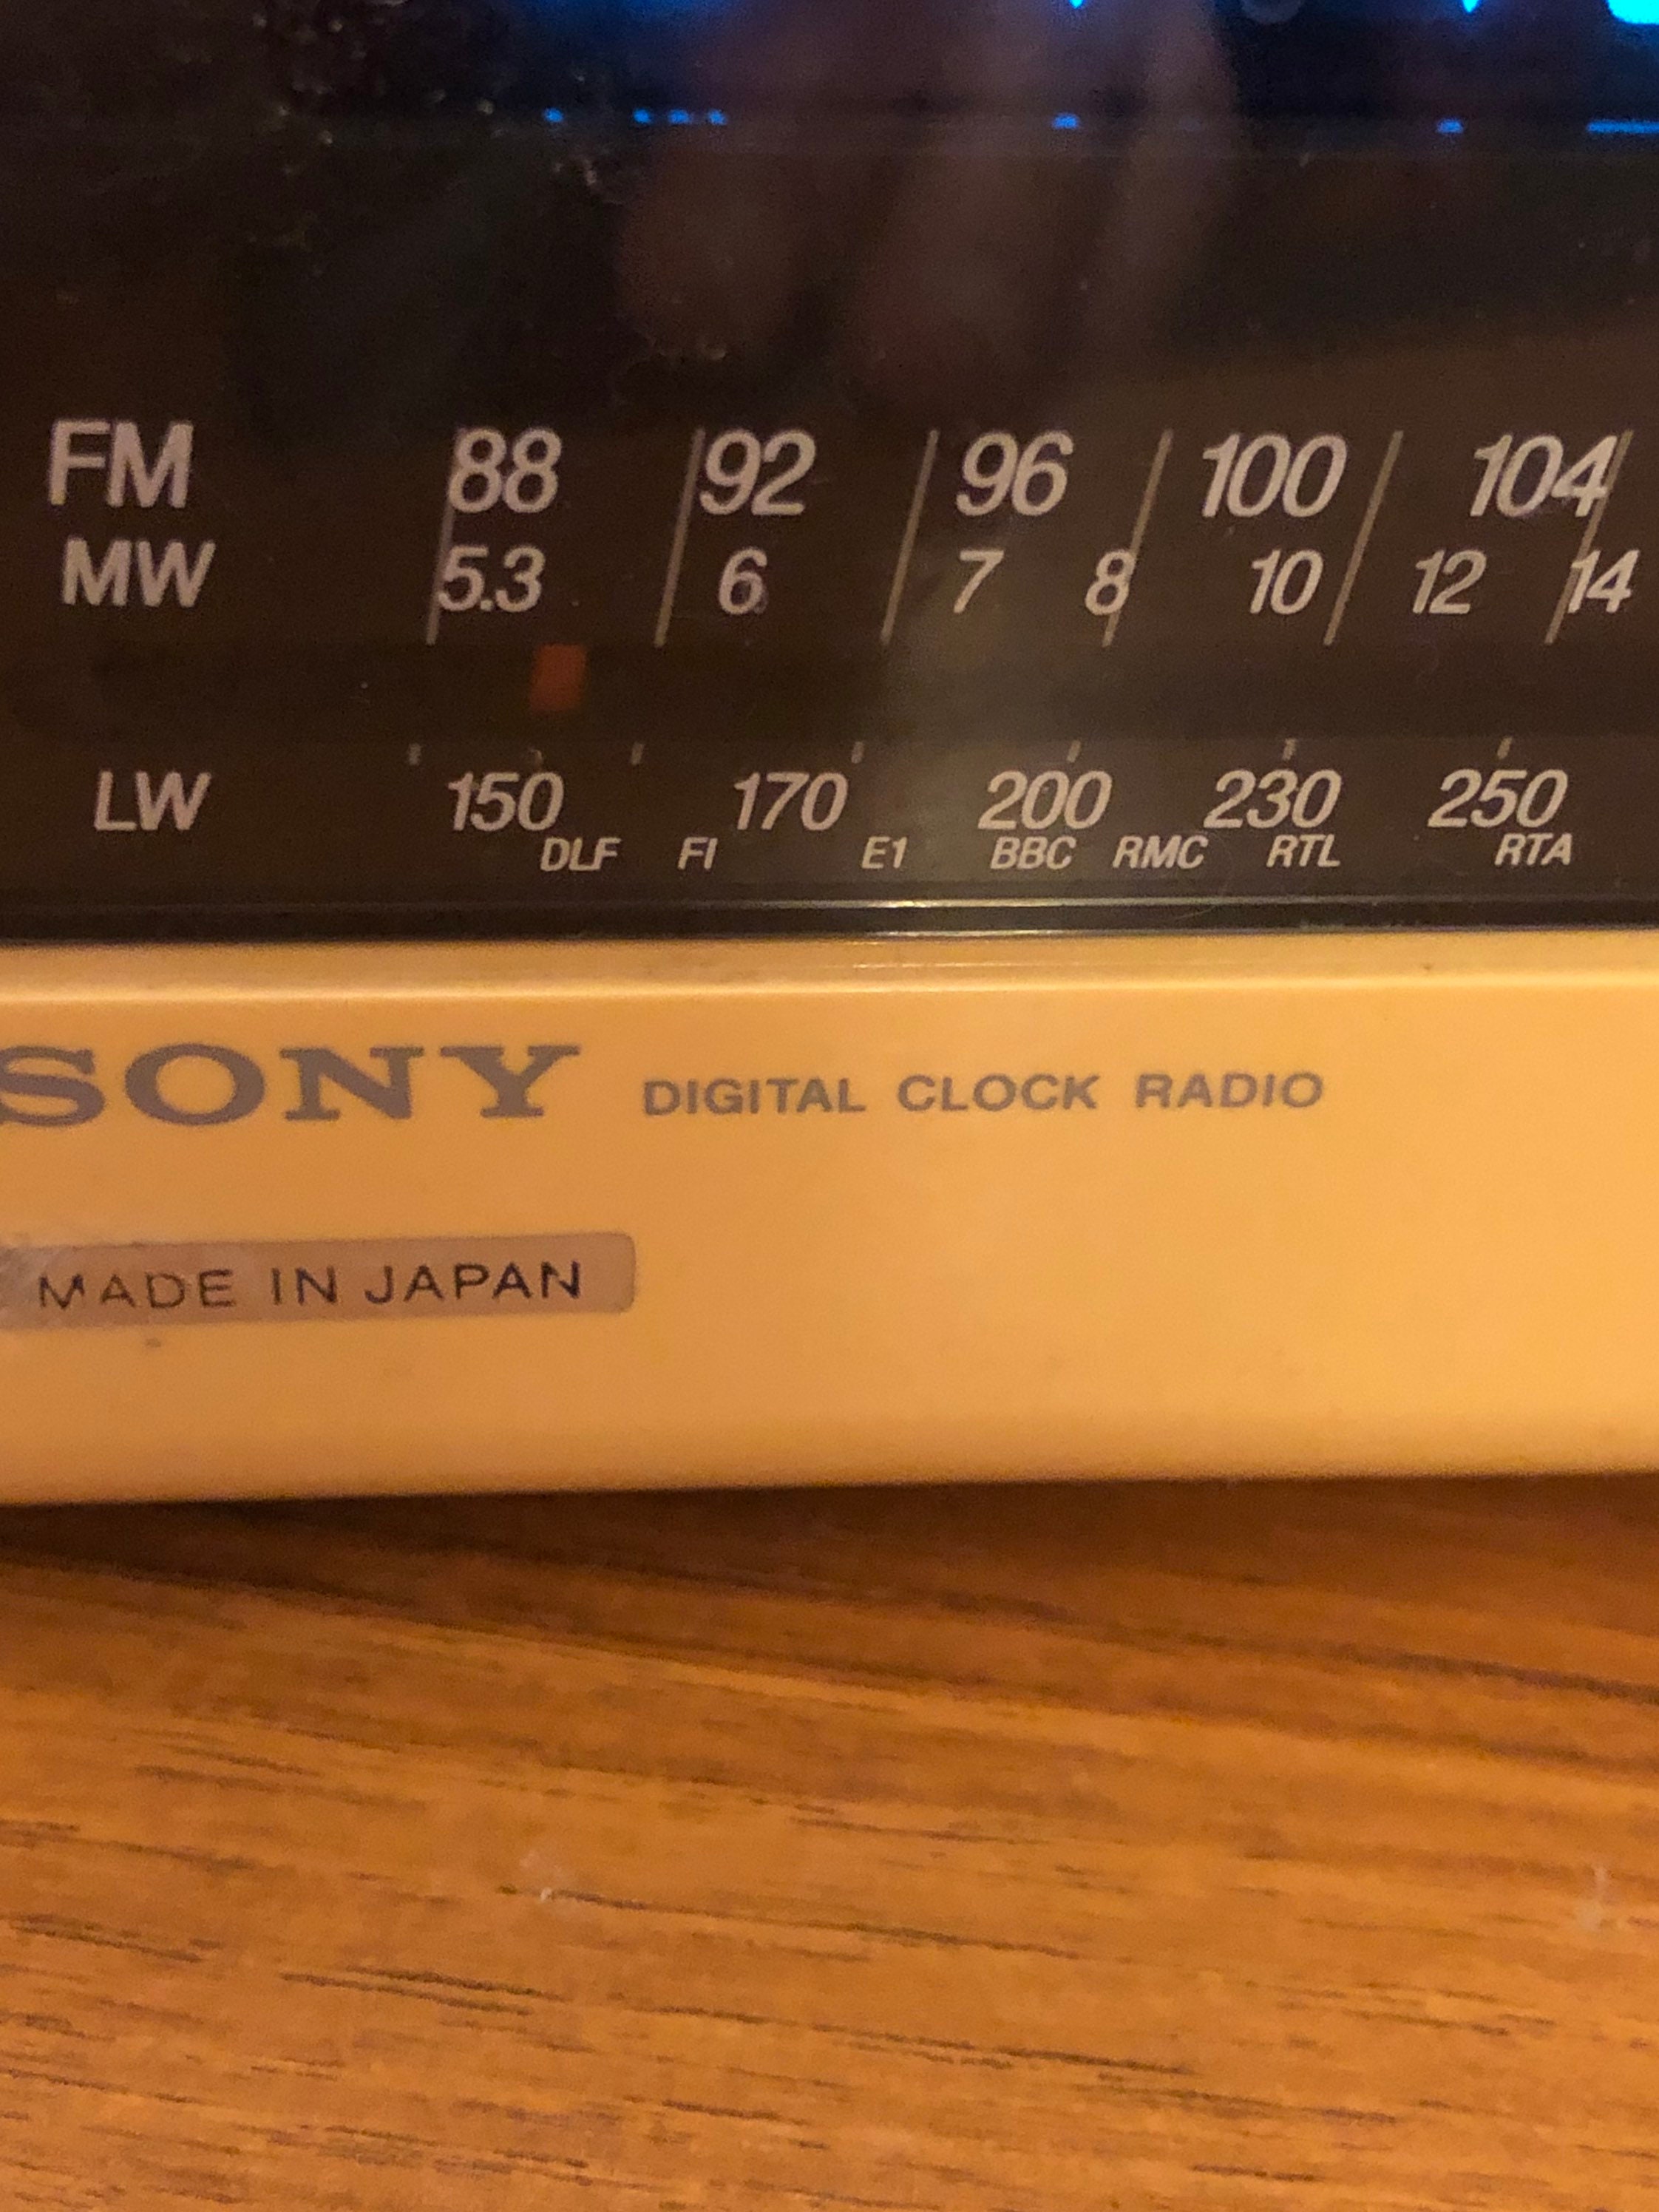 FM 88 92 96 100 104
MW 5.3 6 7 8 10 12 14
LW 150 170 200 230 250
DLF FI E1 BBC RMC RTL RTA
SONY DIGITAL CLOCK RADIO
MADE IN JAPAN